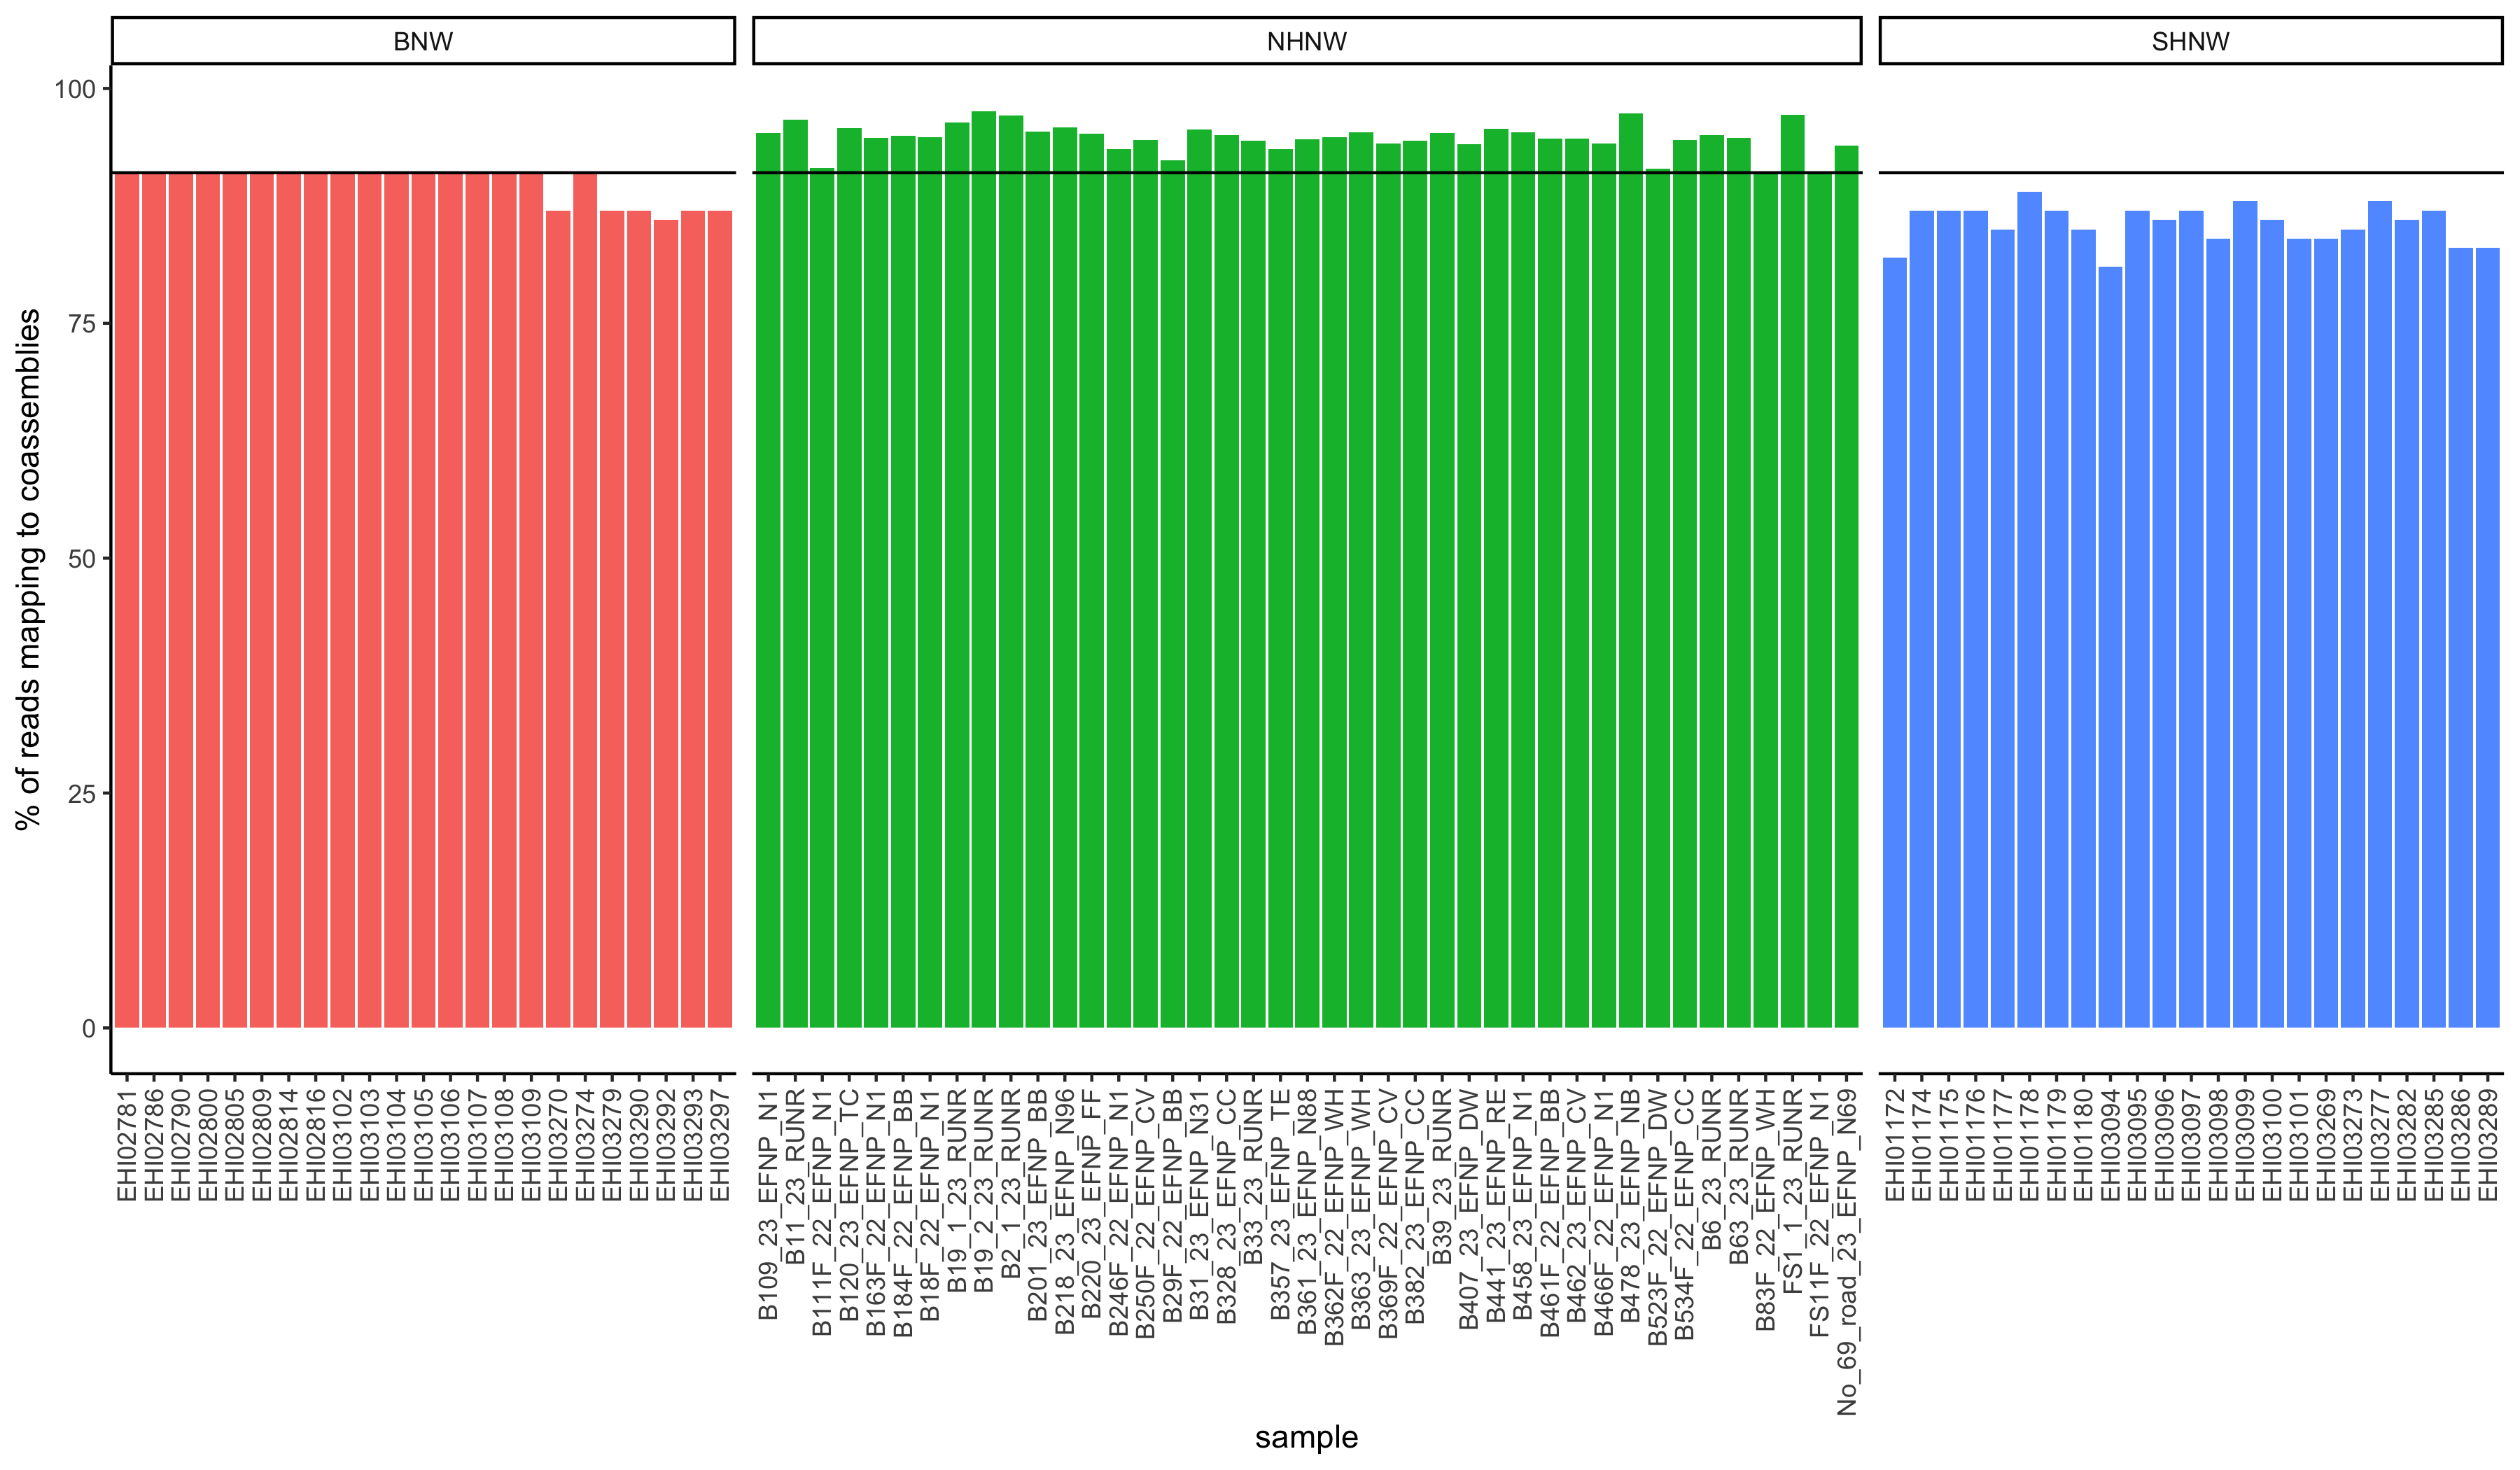 BNW
NHNW
SHNW
% of reads mapping to coassemblies
100
75
50
25
0
EHI02781
EHI02786
EHI02790
EHI02800
EHI02805
EHI02809
EHI02814
EHI02816
EHI03102
EHI03103
EHI03104
EHI03105
EHI03106
EHI03107
EHI03108
EHI03109
EHI03270
EHI03274
EHI03279
EHI03290
EHI03292
EHI03293
EHI03297
B109_23_EFNP_N1
B11_23_RUNR
B111F_22_EFNP_N1
B120_23_EFNP_TC
B163F_22_EFNP_N1
B184F_22_EFNP_BB
B18F_22_EFNP_N1
B19_1_23_RUNR
B19_2_23_RUNR
B2_1_23_RUNR
B201_23_EFNP_BB
B218_23_EFNP_N96
B220_23_EFNP_FF
B246F_22_EFNP_N1
B250F_22_EFNP_CV
B29F_22_EFNP_BB
B31_23_EFNP_N31
B328_23_EFNP_CC
B33_23_RUNR
B357_23_EFNP_TE
B361_23_EFNP_N88
B362F_22_EFNP_WH
B363_23_EFNP_WH
B369F_22_EFNP_CV
B382_23_EFNP_CC
B39_23_RUNR
B407_23_EFNP_DW
B441_23_EFNP_RE
B458_23_EFNP_N1
B461F_22_EFNP_BB
B462_23_EFNP_CV
B466F_22_EFNP_N1
B478_23_EFNP_NB
B523F_22_EFNP_DW
B534F_22_EFNP_CC
B6_23_RUNR
B63_23_RUNR
B83F_22_EFNP_WH
FS1_1_23_RUNR
FS11F_22_EFNP_N1
No_69_road_23_EFNP_N69
EHI01172
EHI01174
EHI01175
EHI01176
EHI01177
EHI01178
EHI01179
EHI01180
EHI03094
EHI03095
EHI03096
EHI03097
EHI03098
EHI03099
EHI03100
EHI03101
EHI03269
EHI03273
EHI03277
EHI03282
EHI03285
EHI03286
EHI03289
sample